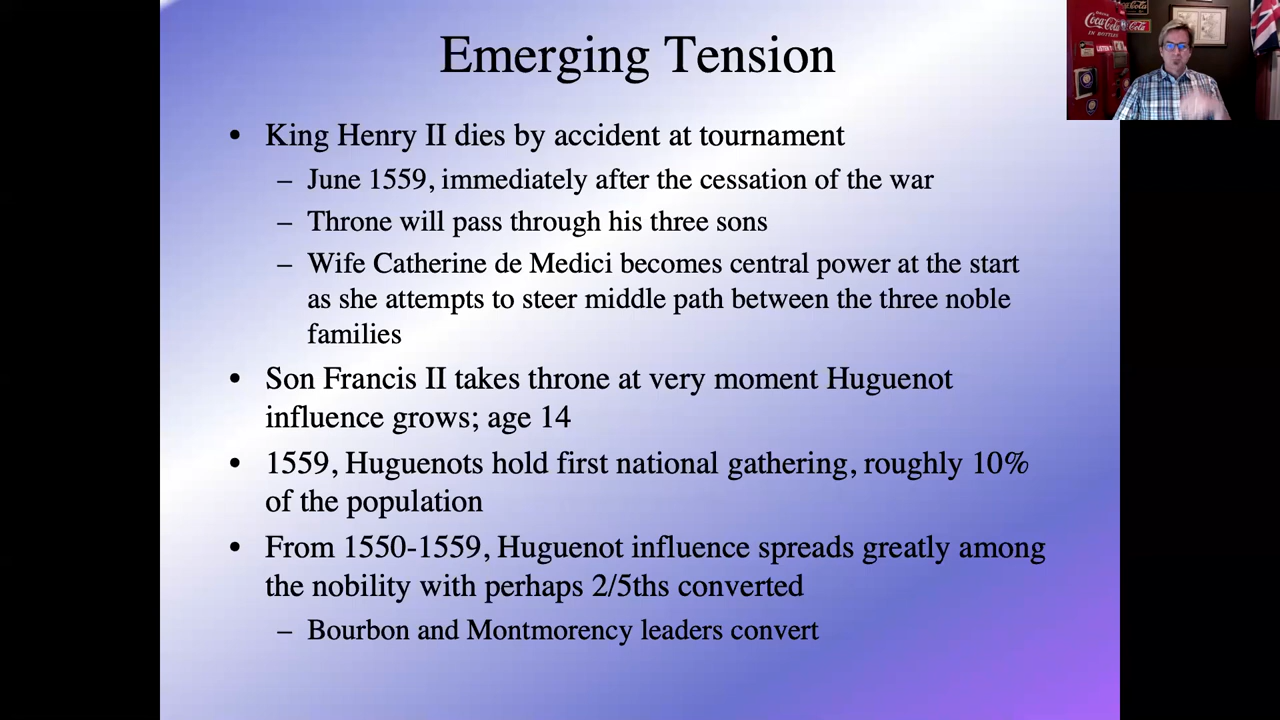 Emerging Tension
• King Henry II dies by accident at tournament
– June 1559, immediately after the cessation of the war
– Throne will pass through his three sons
– Wife Catherine de Medici becomes central power at the start
as she attempts to steer middle path between the three noble
families
• Son Francis II takes throne at very moment Huguenot
influence grows; age 14
• 1559, Huguenots hold first national gathering, roughly 10%
of the population
• From 1550-1559, Huguenot influence spreads greatly among
the nobility with perhaps 2/5ths converted
– Bourbon and Montmorency leaders convert
Coca-Cola
IN BOTTLES